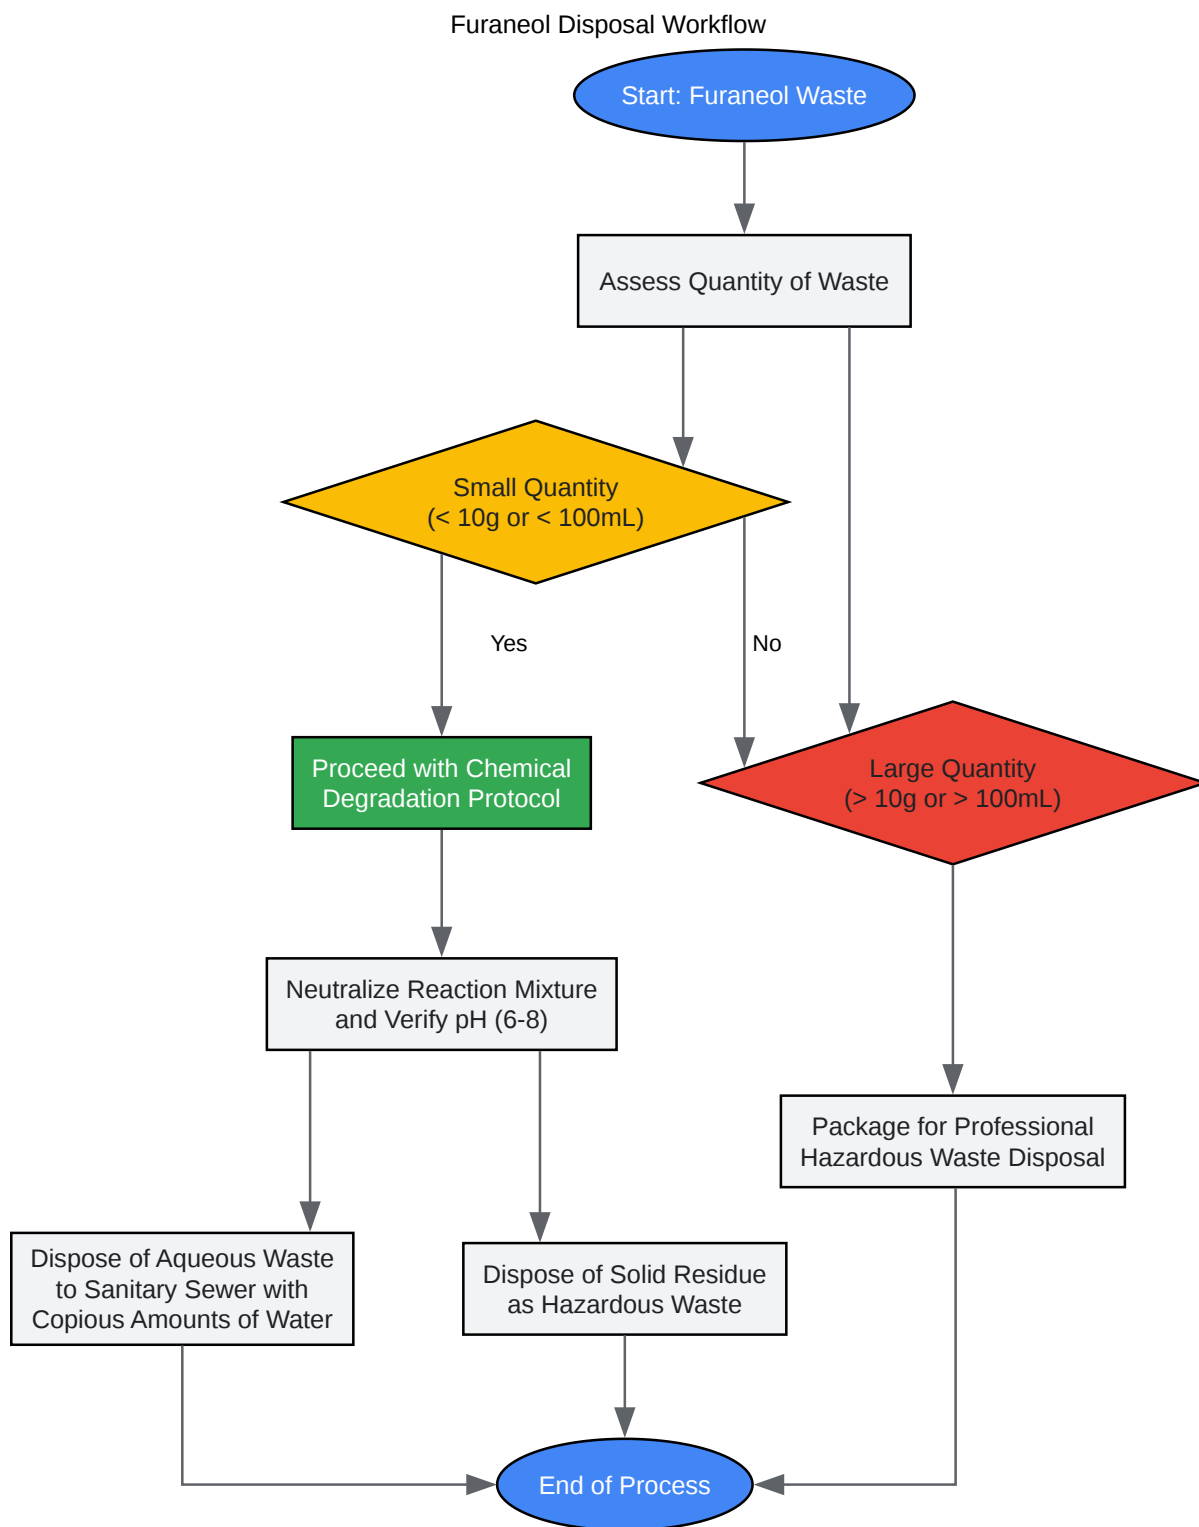 Furaneol Disposal Workflow
Start: Furaneol Waste
Assess Quantity of Waste
Small Quantity
(< 10g or < 100mL)
Yes
No
Proceed with Chemical
Degradation Protocol
Large Quantity
(> 10g or > 100mL)
Neutralize Reaction Mixture
and Verify pH (6-8)
Package for Professional
Hazardous Waste Disposal
Dispose of Aqueous Waste
to Sanitary Sewer with
Copious Amounts of Water
Dispose of Solid Residue
as Hazardous Waste
End of Process